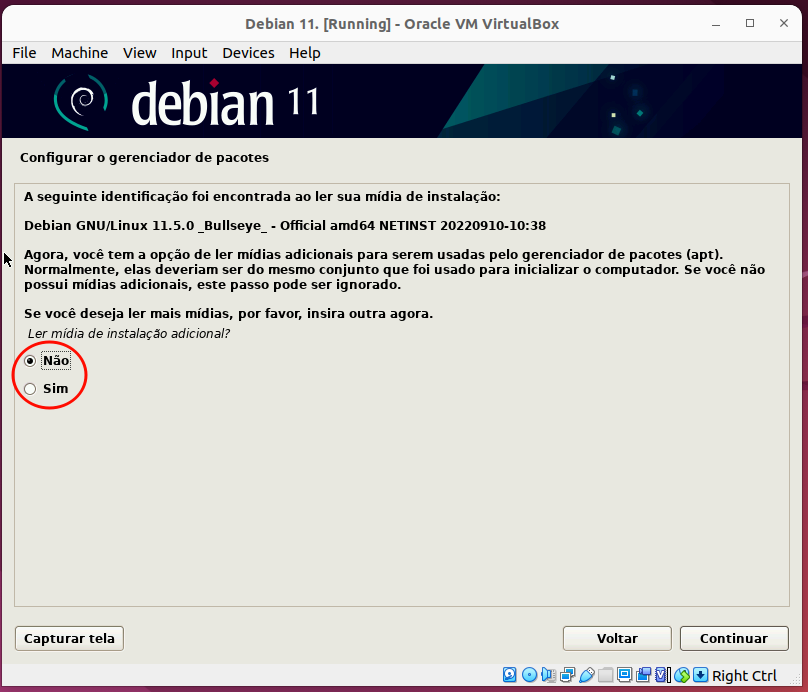 Debian 11. [Running] - Oracle VM VirtualBox
File Machine View Input Devices Help
debian 11
Configurar o gerenciador de pacotes
A seguinte identificação foi encontrada ao ler sua mídia de instalação:
Debian GNU/Linux 11.5.0 _Bullseye_ - Official amd64 NETINST 20220910-10:38
Agora, você tem a opção de ler mídias adicionais para serem usadas pelo gerenciador de pacotes (apt).
Normalmente, elas deveriam ser do mesmo conjunto que foi usado para inicializar o computador. Se você não
possui mídias adicionais, este passo pode ser ignorado.
Se você deseja ler mais mídias, por favor, insira outra agora.
Ler mídia de instalação adicional?
Não
Sim
Capturar tela Voltar Continuar
Right Ctrl